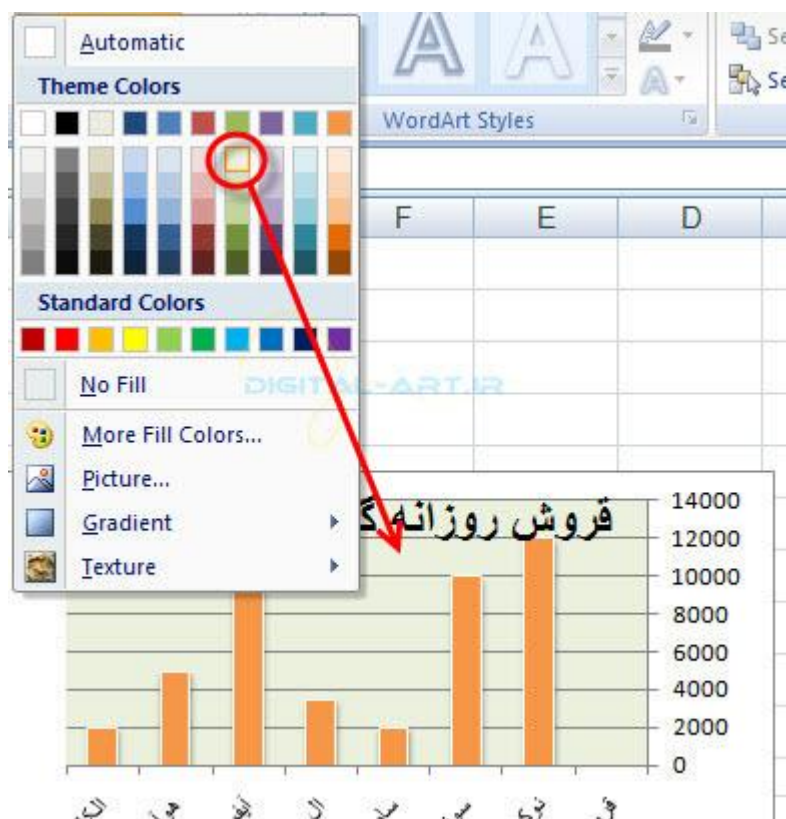 Automatic
Theme Colors
Standard Colors
No Fill
More Fill Colors...
Picture...
Gradient
Texture
WordArt Styles
F E D
DIGITAL-ART.IR
قروش روزانه
14000
12000
10000
8000
6000
4000
2000
0